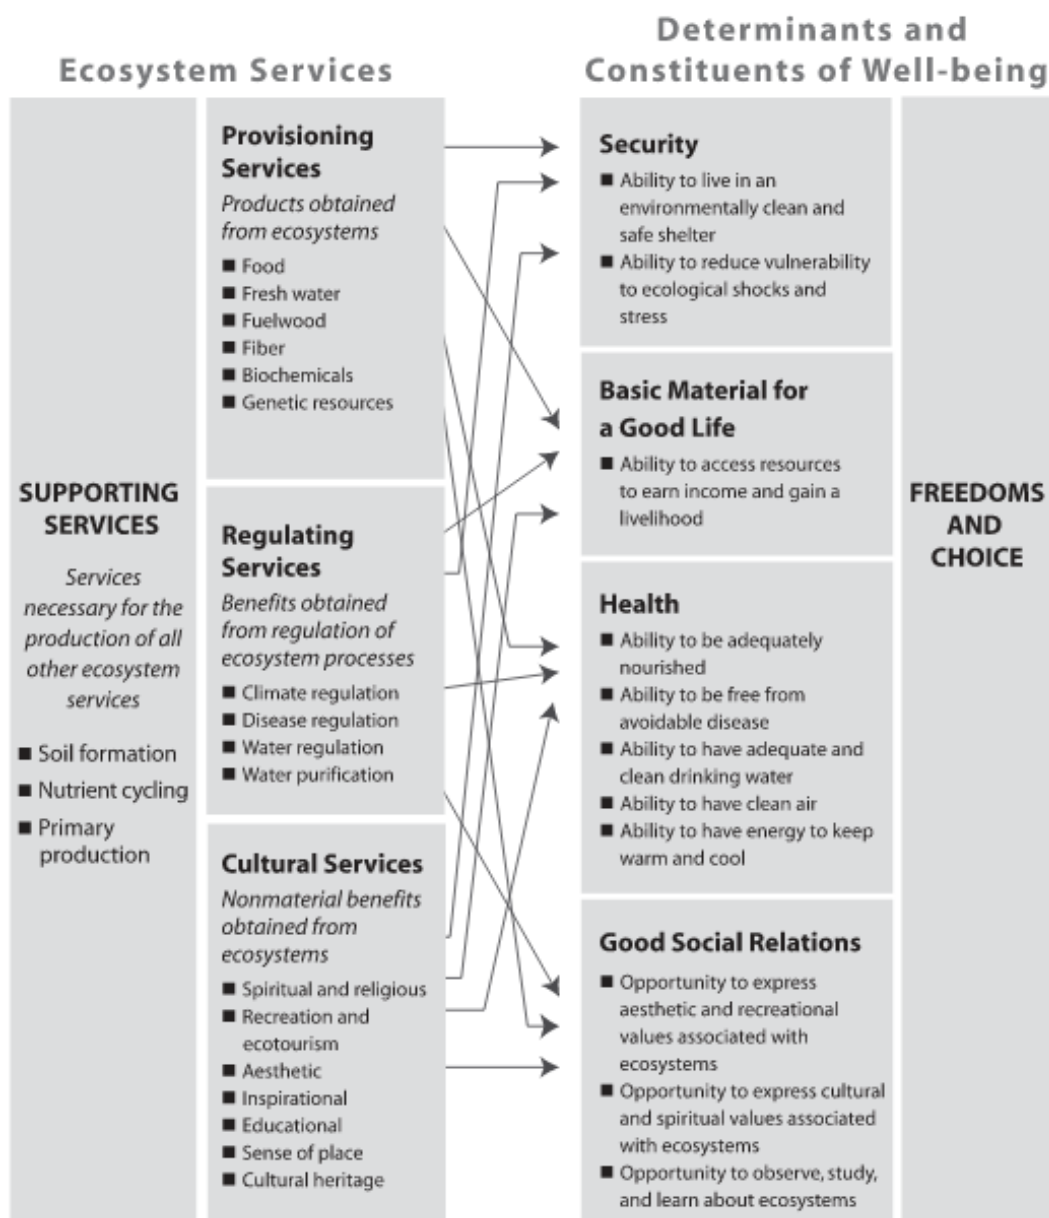 Ecosystem Services
Determinants and
Constituents of Well-being
SUPPORTING
SERVICES
Services
necessary for the
production of all
other ecosystem
services
■ Soil formation
■ Nutrient cycling
■ Primary
production
Provisioning
Services
Products obtained
from ecosystems
■ Food
■ Fresh water
■ Fuelwood
■ Fiber
■ Biochemicals
■ Genetic resources
Regulating
Services
Benefits obtained
from regulation of
ecosystem processes
■ Climate regulation
■ Disease regulation
■ Water regulation
■ Water purification
Cultural Services
Nonmaterial benefits
obtained from
ecosystems
■ Spiritual and religious
■ Recreation and
ecotourism
■ Aesthetic
■ Inspirational
■ Educational
■ Sense of place
■ Cultural heritage
Security
■ Ability to live in an
environmentally clean and
safe shelter
■ Ability to reduce vulnerability
to ecological shocks and
stress
Basic Material for
a Good Life
■ Ability to access resources
to earn income and gain a
livelihood
Health
■ Ability to be adequately
nourished
■ Ability to be free from
avoidable disease
■ Ability to have adequate and
clean drinking water
■ Ability to have clean air
■ Ability to have energy to keep
warm and cool
Good Social Relations
■ Opportunity to express
aesthetic and recreational
values associated with
ecosystems
■ Opportunity to express cultural
and spiritual values associated
with ecosystems
■ Opportunity to observe, study,
and learn about ecosystems
FREEDOMS
AND
CHOICE